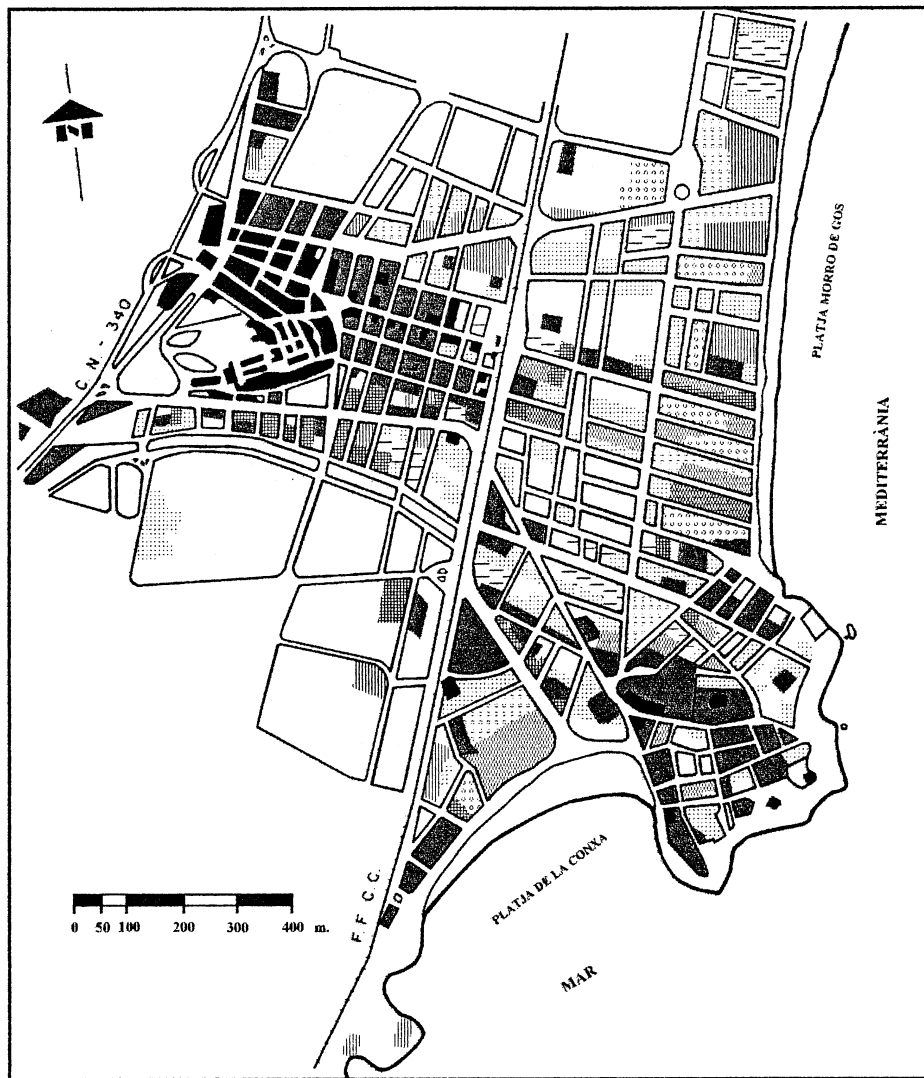 N
C. N. - 340
PLATJA MORRO DE GOS
MEDITERRÀNIA
PLATJA DE LA CONXA
F. F. C. C.
MAR
0 50 100 200 300 400 m.